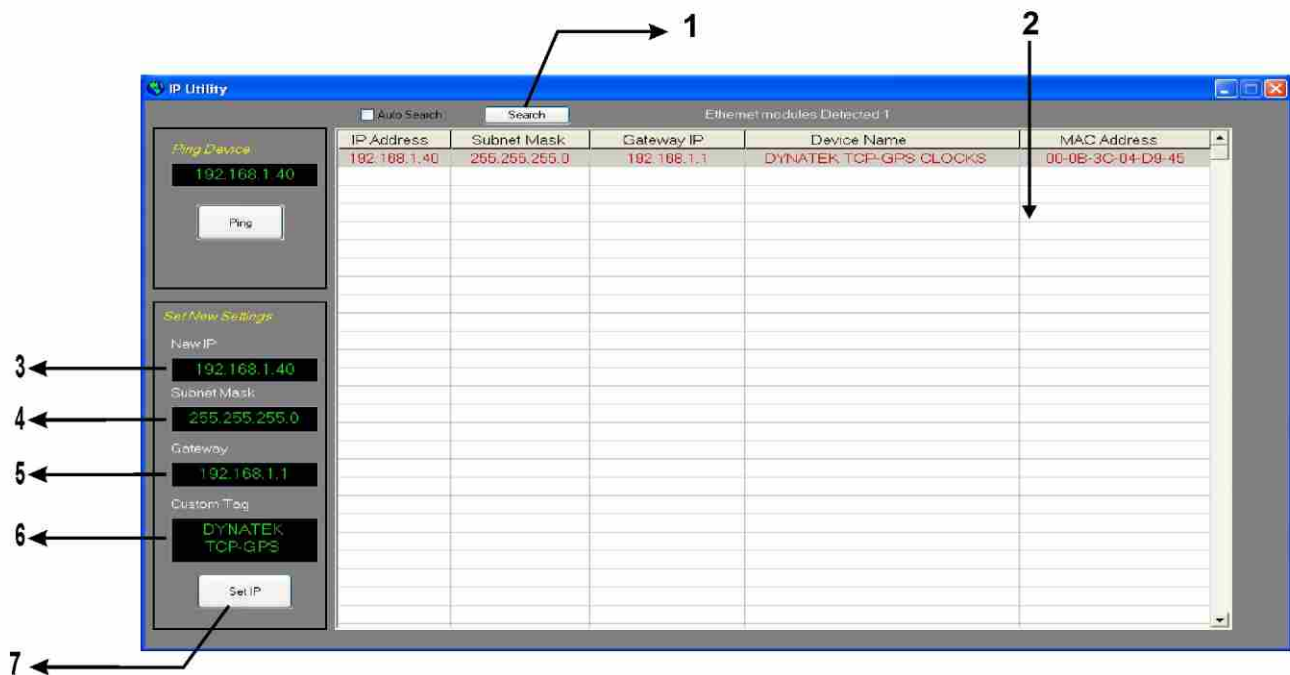 1
2
IP Utility
Auto Search
Search
Ethernet modules Detected 1
Ping Device
192.168.1.40
Ping
IP Address Subnet Mask Gateway IP Device Name MAC Address
192.168.1.40 255.255.255.0 192.168.1.1 DYNATEK TCP-GPS CLOCKS 00-0B-3C-04-D9-45
Set New Settings
New IP
3
192.168.1.40
Subnet Mask
4
255.255.255.0
Gateway
5
192.168.1.1
Custom Tag
6
DYNATEK
TCP-GPS
Set IP
7